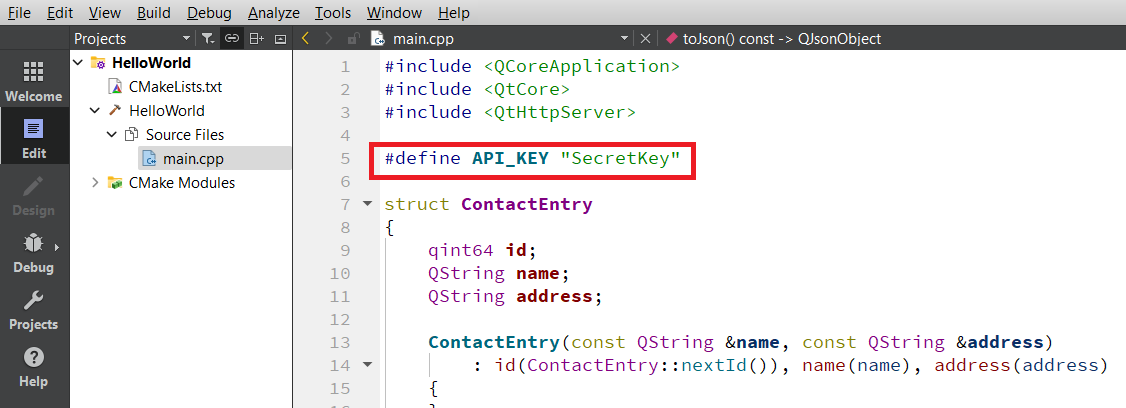 File Edit View Build Debug Analyze Tools Window Help
Projects
main.cpp
toJson() const -> QJsonObject
Welcome
Edit
Design
Debug
Projects
Help
HelloWorld
CMakeLists.txt
HelloWorld
Source Files
main.cpp
CMake Modules
1 #include <QCoreApplication>
2 #include <QtCore>
3 #include <QtHttpServer>
4
5 #define API_KEY "SecretKey"
6
7 struct ContactEntry
8 {
9 qint64 id;
10 QString name;
11 QString address;
12
13 ContactEntry(const QString &name, const QString &address)
14 : id(ContactEntry::nextId()), name(name), address(address)
15 {